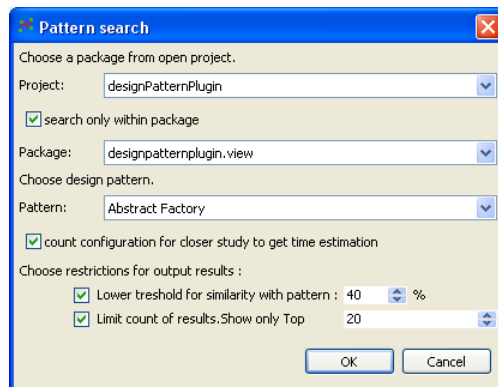 Pattern search
Choose a package from open project.
Project: designPatternPlugin
search only within package
Package: designpatternplugin.view
Choose design pattern.
Pattern: Abstract Factory
count configuration for closer study to get time estimation
Choose restrictions for output results :
Lower treshold for similarity with pattern : 40 %
Limit count of results.Show only Top 20
OK Cancel